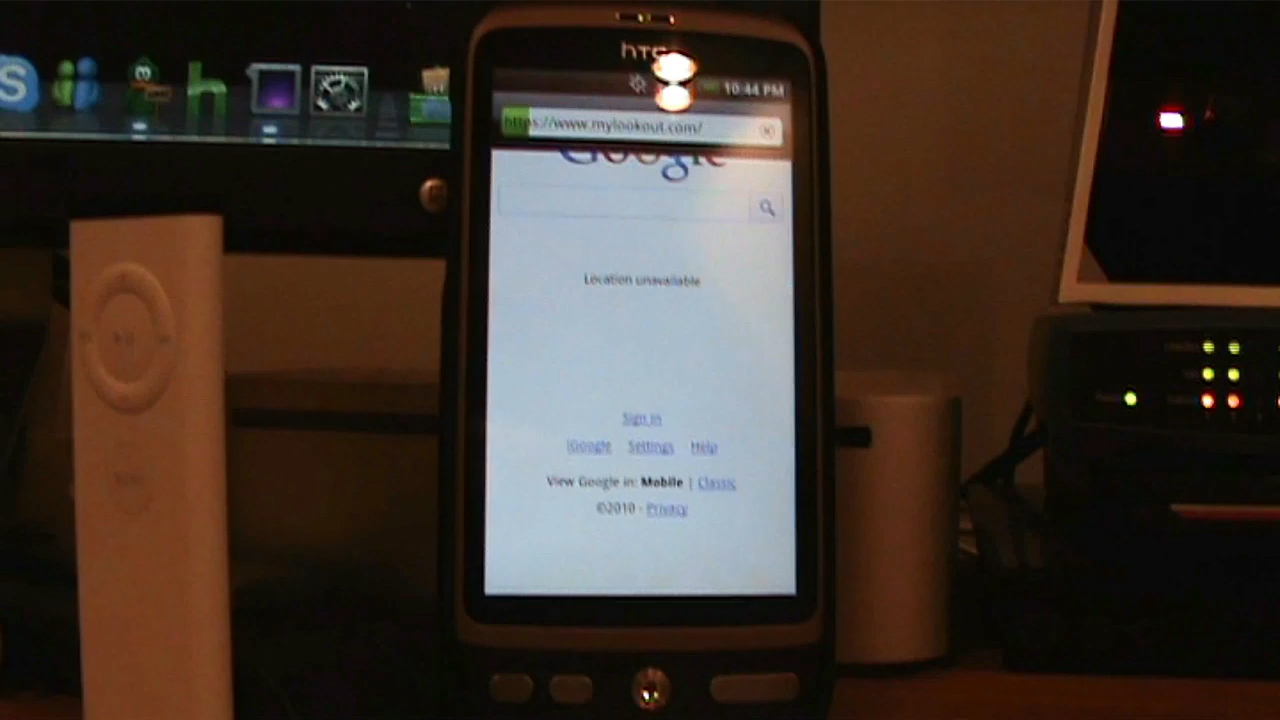 hTC
10:44 PM
https://www.mylookout.com/
Google
Location unavailable
Sign in
iGoogle Settings Help
View Google in: Mobile | Classic
©2010 - Privacy